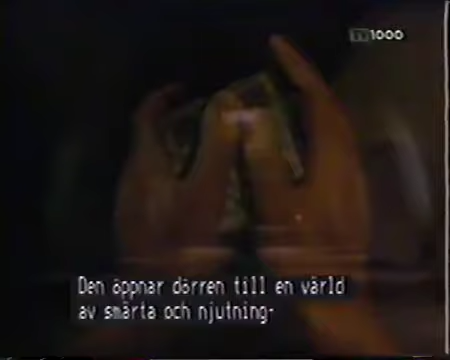 TV1000
Den öppnar dörren till en värld
av smärta och njutning-